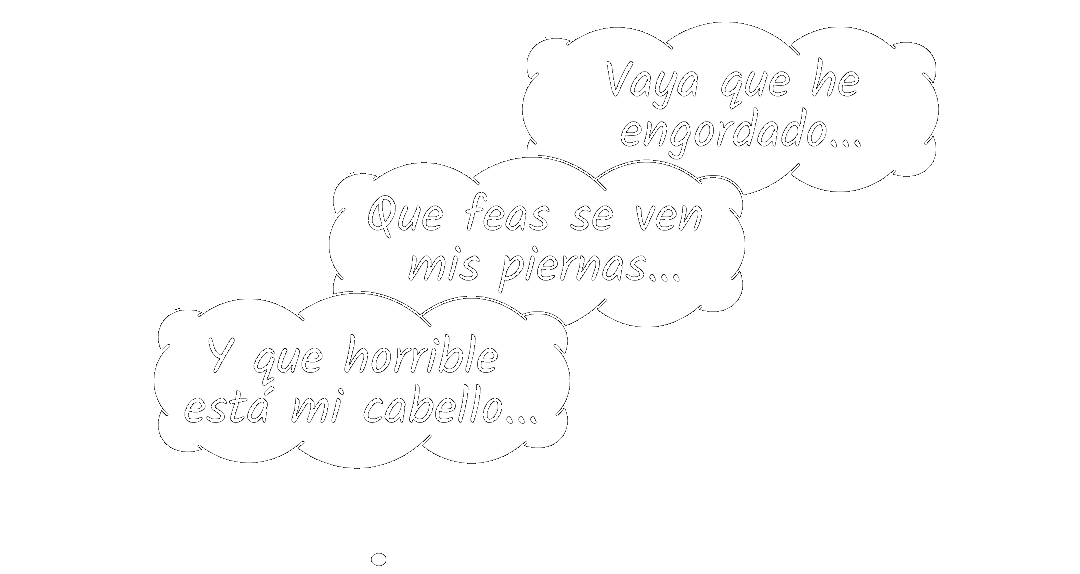 Vaya que he
engordado...
Que feas se ven
mis piernas...
Y que horrible
está mi cabello...